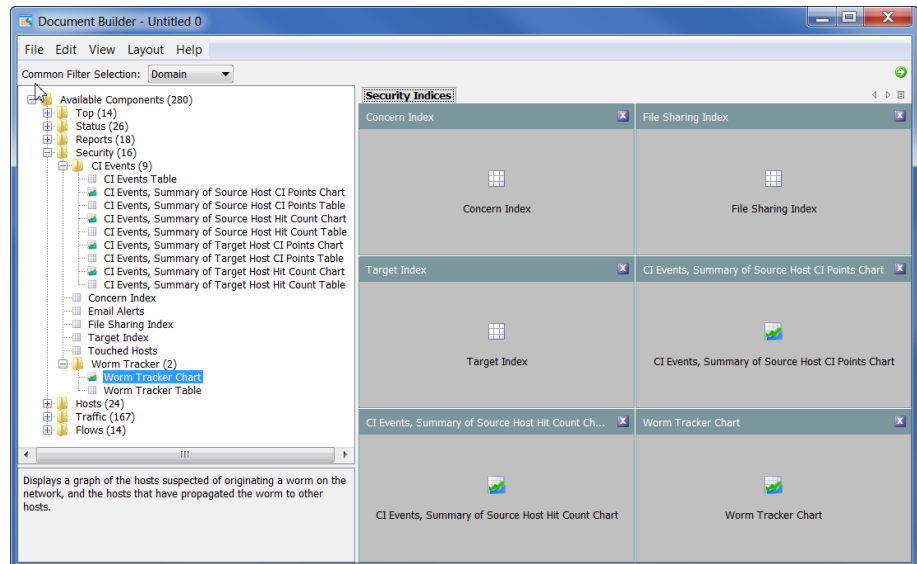 Document Builder - Untitled 0
File Edit View Layout Help
Common Filter Selection: Domain
Available Components (280)
Top (14)
Status (26)
Reports (18)
Security (16)
CI Events (9)
CI Events Table
CI Events, Summary of Source Host CI Points Chart
CI Events, Summary of Source Host CI Points Table
CI Events, Summary of Source Host Hit Count Chart
CI Events, Summary of Source Host Hit Count Table
CI Events, Summary of Target Host CI Points Chart
CI Events, Summary of Target Host CI Points Table
CI Events, Summary of Target Host Hit Count Chart
CI Events, Summary of Target Host Hit Count Table
Concern Index
Email Alerts
File Sharing Index
Target Index
Touched Hosts
Worm Tracker (2)
Worm Tracker Chart
Worm Tracker Table
Hosts (24)
Traffic (167)
Flows (14)
Displays a graph of the hosts suspected of originating a worm on the
network, and the hosts that have propagated the worm to other
hosts.
Security Indices
Concern Index
Concern Index
File Sharing Index
File Sharing Index
Target Index
Target Index
CI Events, Summary of Source Host CI Points Chart
CI Events, Summary of Source Host CI Points Chart
CI Events, Summary of Source Host Hit Count Ch...
CI Events, Summary of Source Host Hit Count Chart
Worm Tracker Chart
Worm Tracker Chart